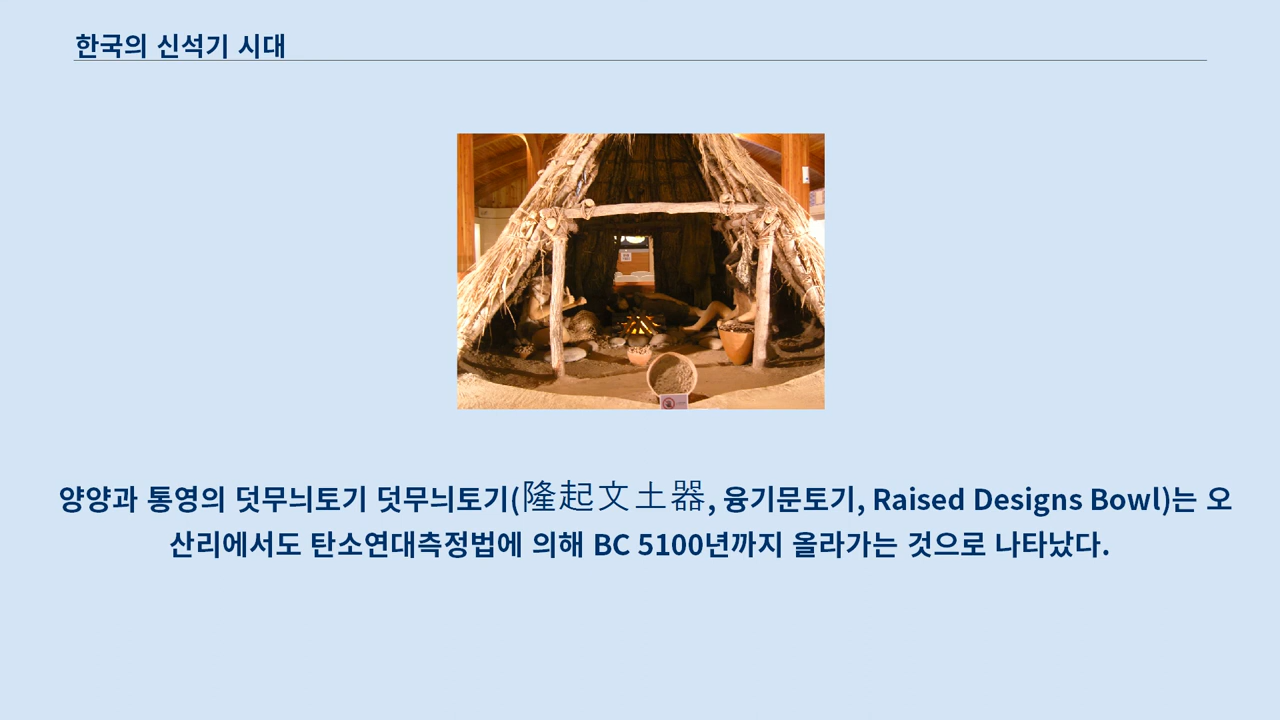 한국의 신석기 시대
양양과 통영의 덧무늬토기 덧무늬토기(隆起文土器, 융기문토기, Raised Designs Bowl)는 오
산리에서도 탄소연대측정법에 의해 BC 5100년까지 올라가는 것으로 나타났다.